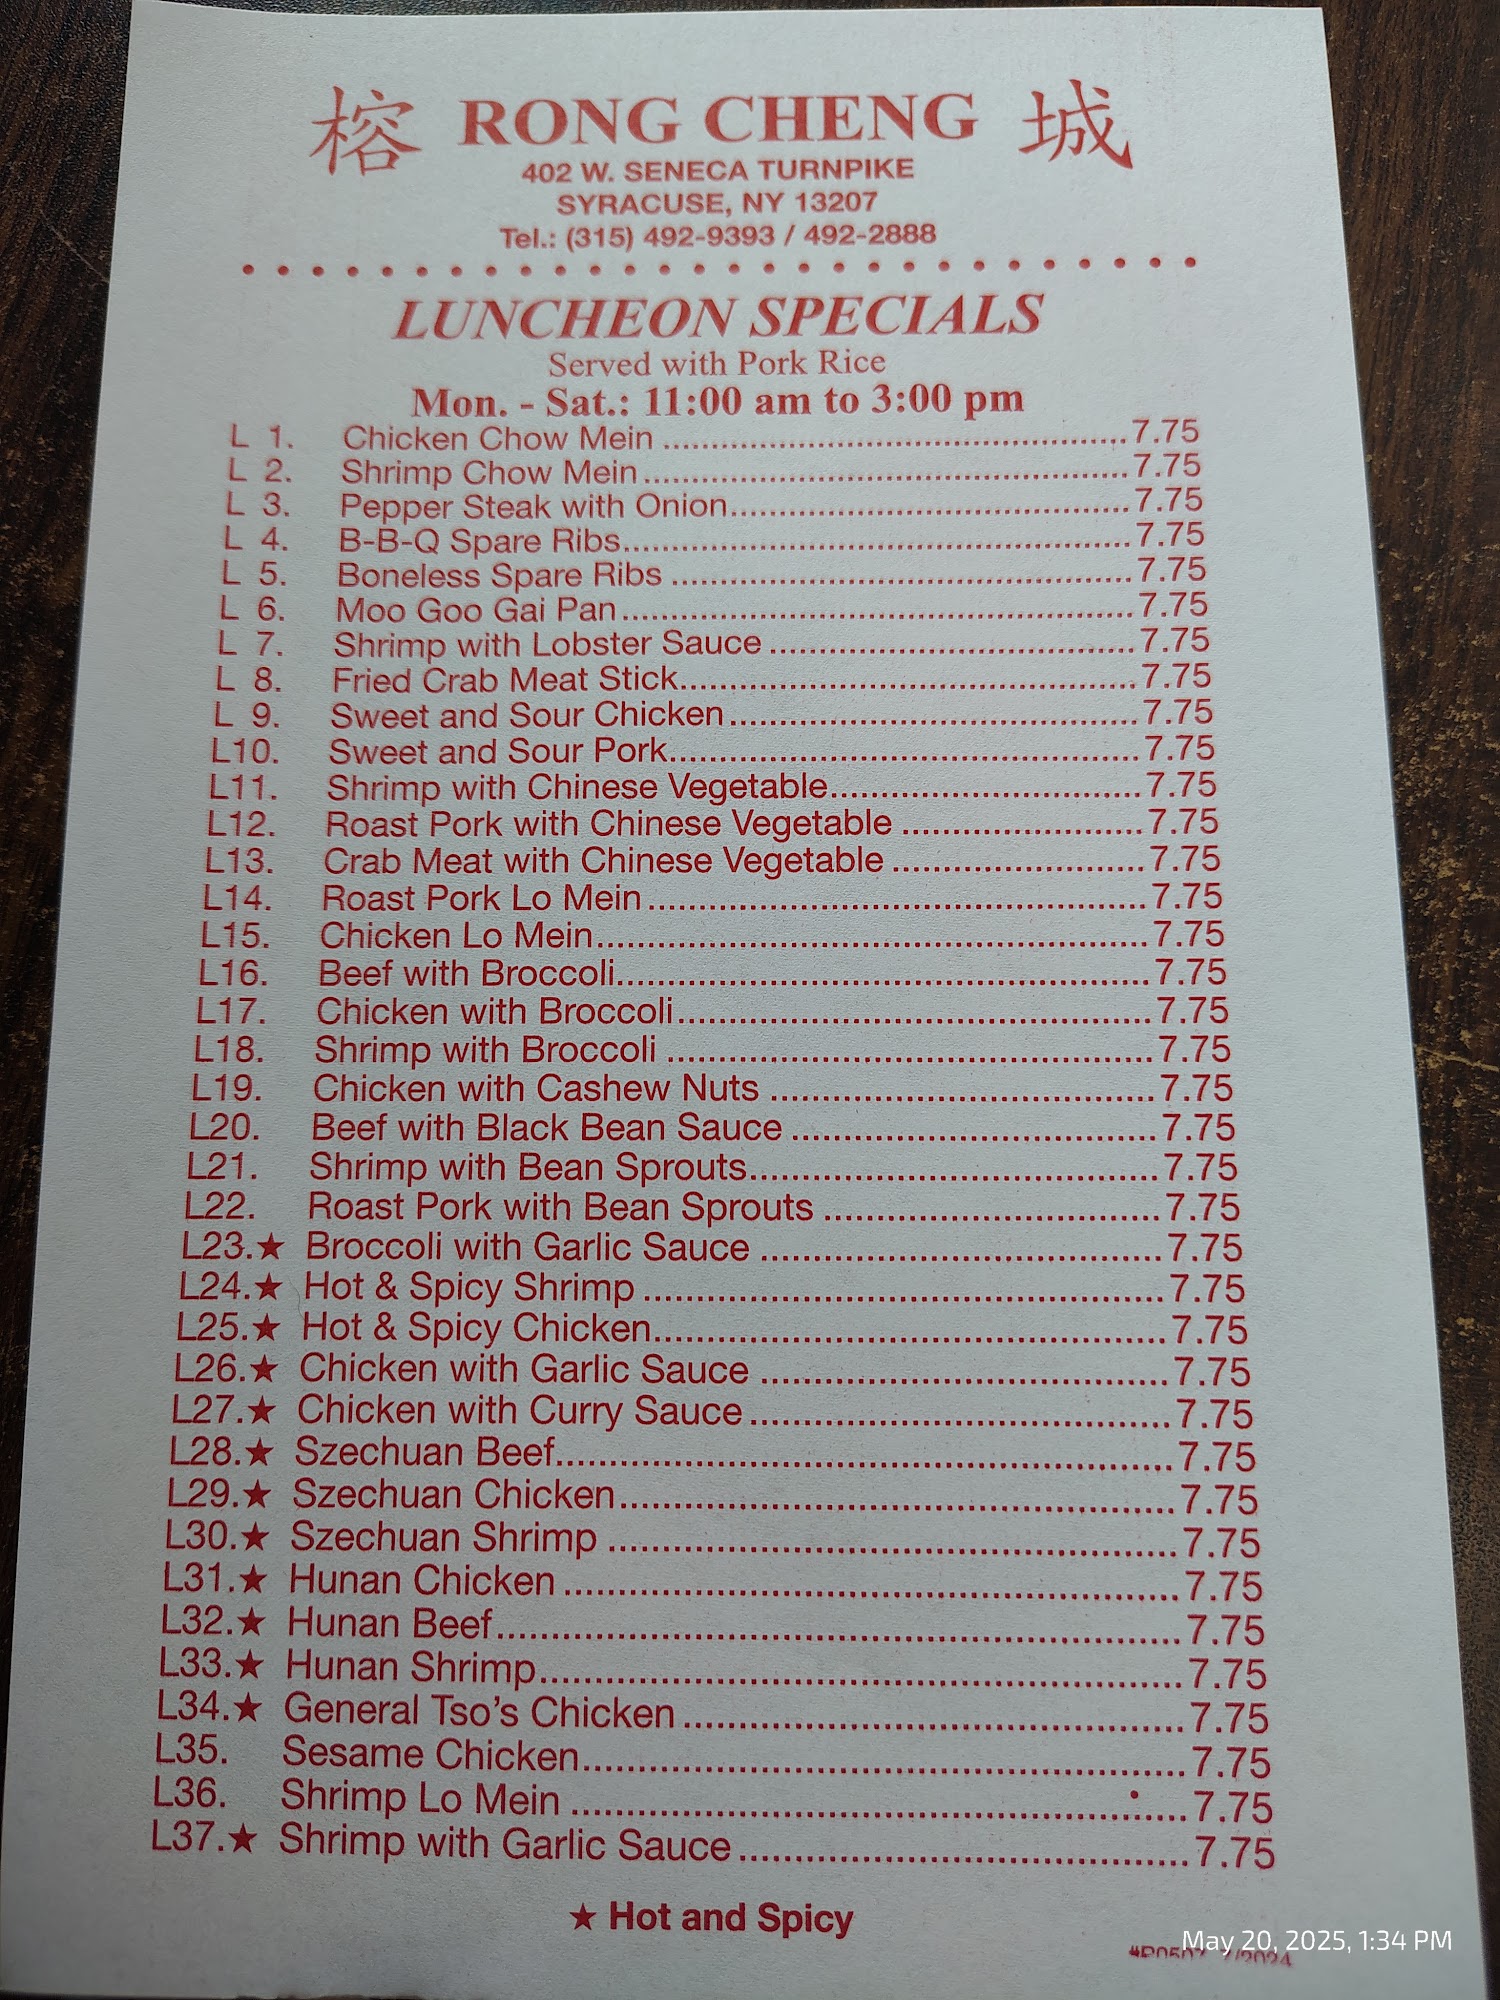 榕 RONG CHENG 城
402 W. SENECA TURNPIKE
SYRACUSE, NY 13207
Tel.: (315) 492-9393 / 492-2888
LUNCHEON SPECIALS
Served with Pork Rice
Mon. - Sat.: 11:00 am to 3:00 pm
L 1. Chicken Chow Mein 7.75
L 2. Shrimp Chow Mein 7.75
L 3. Pepper Steak with Onion 7.75
L 4. B-B-Q Spare Ribs 7.75
L 5. Boneless Spare Ribs 7.75
L 6. Moo Goo Gai Pan 7.75
L 7. Shrimp with Lobster Sauce 7.75
L 8. Fried Crab Meat Stick 7.75
L 9. Sweet and Sour Chicken 7.75
L10. Sweet and Sour Pork 7.75
L11. Shrimp with Chinese Vegetable 7.75
L12. Roast Pork with Chinese Vegetable 7.75
L13. Crab Meat with Chinese Vegetable 7.75
L14. Roast Pork Lo Mein 7.75
L15. Chicken Lo Mein 7.75
L16. Beef with Broccoli 7.75
L17. Chicken with Broccoli 7.75
L18. Shrimp with Broccoli 7.75
L19. Chicken with Cashew Nuts 7.75
L20. Beef with Black Bean Sauce 7.75
L21. Shrimp with Bean Sprouts 7.75
L22. Roast Pork with Bean Sprouts 7.75
L23.★ Broccoli with Garlic Sauce 7.75
L24.★ Hot & Spicy Shrimp 7.75
L25.★ Hot & Spicy Chicken 7.75
L26.★ Chicken with Garlic Sauce 7.75
L27.★ Chicken with Curry Sauce 7.75
L28.★ Szechuan Beef 7.75
L29.★ Szechuan Chicken 7.75
L30.★ Szechuan Shrimp 7.75
L31.★ Hunan Chicken 7.75
L32.★ Hunan Beef 7.75
L33.★ Hunan Shrimp 7.75
L34.★ General Tso's Chicken 7.75
L35. Sesame Chicken 7.75
L36. Shrimp Lo Mein 7.75
L37.★ Shrimp with Garlic Sauce 7.75
★ Hot and Spicy
May 20, 2025, 1:34 PM